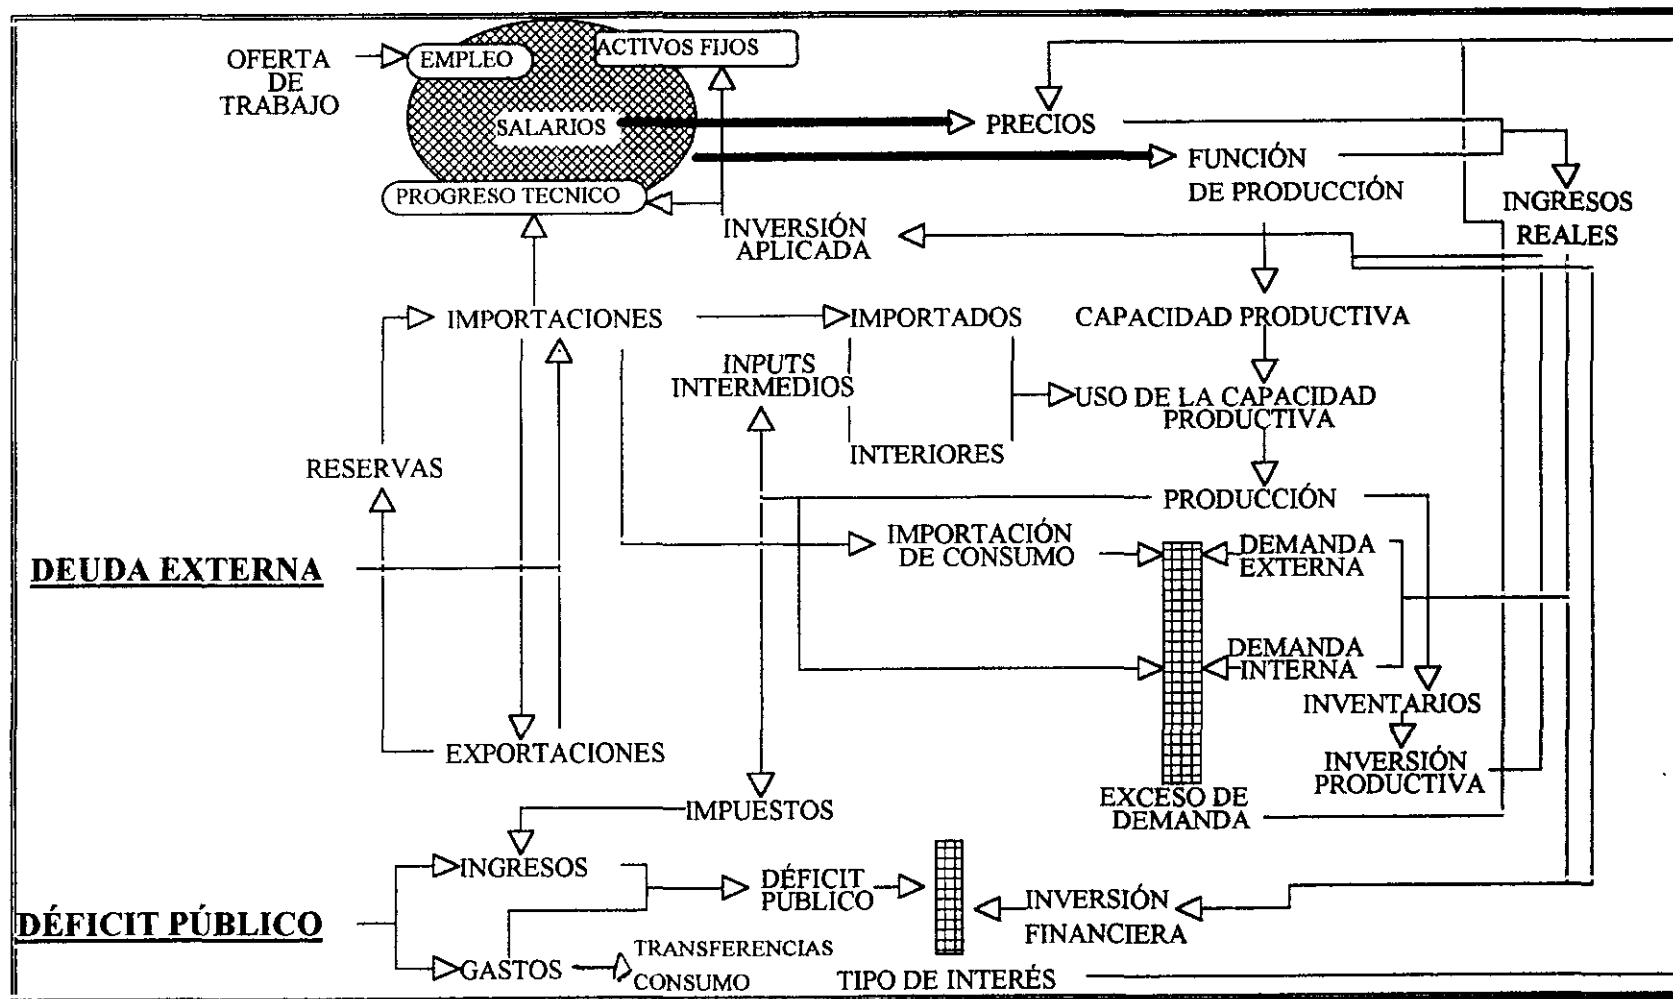 OFERTA
DE
TRABAJO
EMPLEO
ACTIVOS FIJOS
SALARIOS
PROGRESO TECNICO
PRECIOS
FUNCIÓN
DE PRODUCCIÓN
INGRESOS
REALES
INVERSIÓN
APLICADA
IMPORTACIONES
IMPORTADOS
CAPACIDAD PRODUCTIVA
INPUTS
INTERMEDIOS
USO DE LA CAPACIDAD
PRODUCTIVA
INTERIORES
RESERVAS
PRODUCCIÓN
IMPORTACIÓN
DE CONSUMO
DEMANDA
EXTERNA
DEUDA EXTERNA
DEMANDA
INTERNA
INVENTARIOS
EXPORTACIONES
INVERSIÓN
PRODUCTIVA
IMPUESTOS
EXCESO DE
DEMANDA
INGRESOS
DÉFICIT
PÚBLICO
INVERSIÓN
FINANCIERA
DÉFICIT PÚBLICO
GASTOS
TRANSFERENCIAS
CONSUMO
TIPO DE INTERÉS